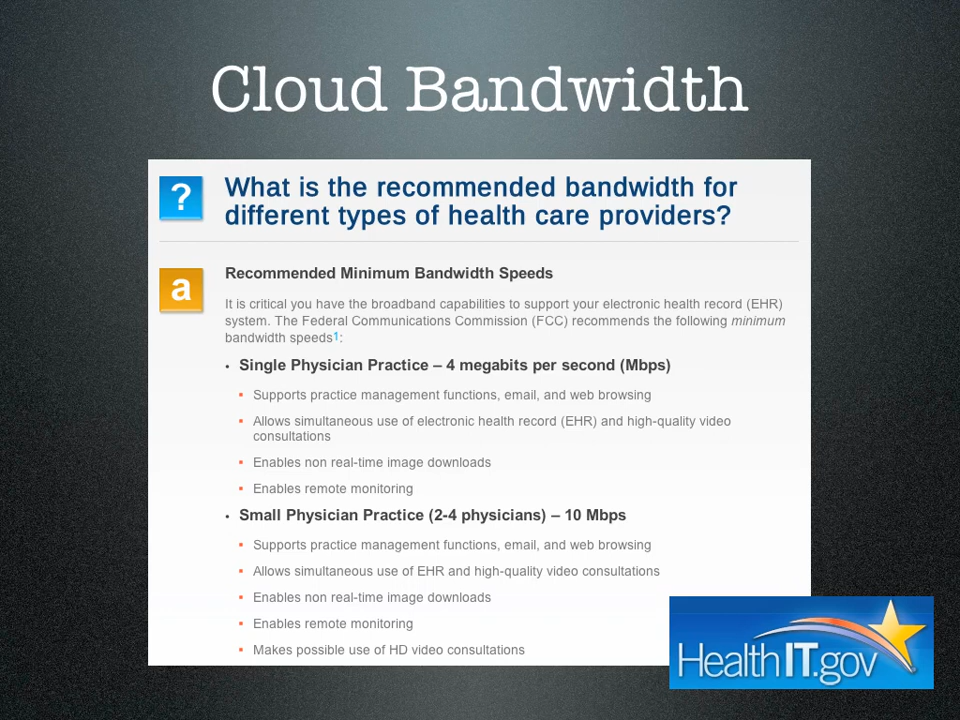 Cloud Bandwidth
?
What is the recommended bandwidth for
different types of health care providers?
a
Recommended Minimum Bandwidth Speeds
It is critical you have the broadband capabilities to support your electronic health record (EHR)
system. The Federal Communications Commission (FCC) recommends the following minimum
bandwidth speeds1:
• Single Physician Practice – 4 megabits per second (Mbps)
▪ Supports practice management functions, email, and web browsing
▪ Allows simultaneous use of electronic health record (EHR) and high-quality video
consultations
▪ Enables non real-time image downloads
▪ Enables remote monitoring
• Small Physician Practice (2-4 physicians) – 10 Mbps
▪ Supports practice management functions, email, and web browsing
▪ Allows simultaneous use of EHR and high-quality video consultations
▪ Enables non real-time image downloads
▪ Enables remote monitoring
▪ Makes possible use of HD video consultations
HealthIT.gov